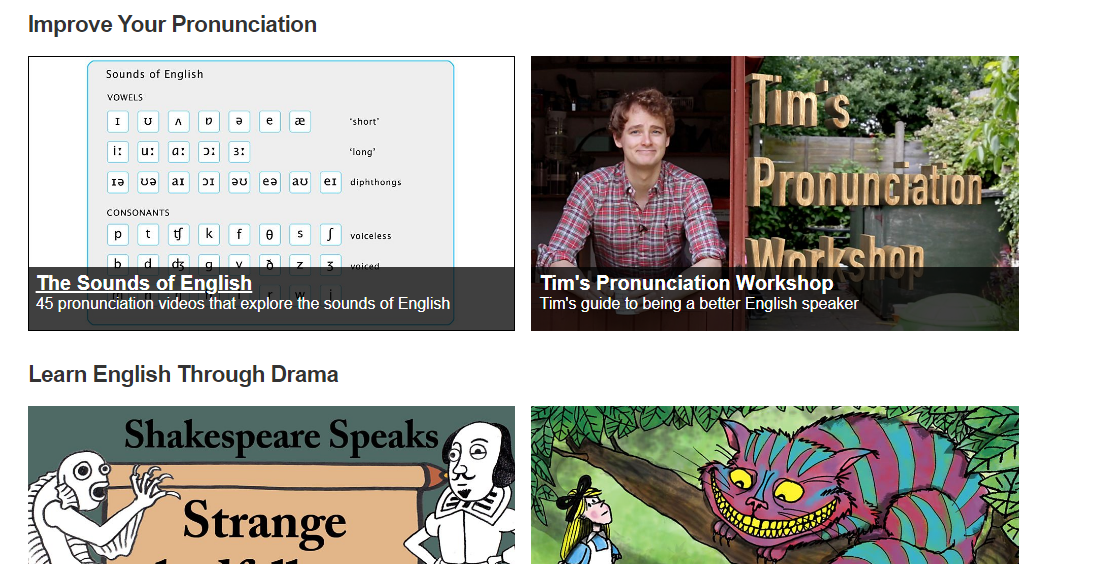 Improve Your Pronunciation
Sounds of English
VOWELS
ɪ ʊ ʌ ɒ ə e æ 'short'
iː uː ɑː ɔː ɜː 'long'
ɪə ʊə aɪ ɔɪ əʊ eə aʊ eɪ diphthongs
CONSONANTS
p t ʧ k f θ s ʃ voiceless
b d ʤ g v ð z ʒ voiced
The Sounds of English
45 pronunciation videos that explore the sounds of English
Tim's
Pronunciation
Workshop
Tim's Pronunciation Workshop
Tim's guide to being a better English speaker
Learn English Through Drama
Shakespeare Speaks
Strange